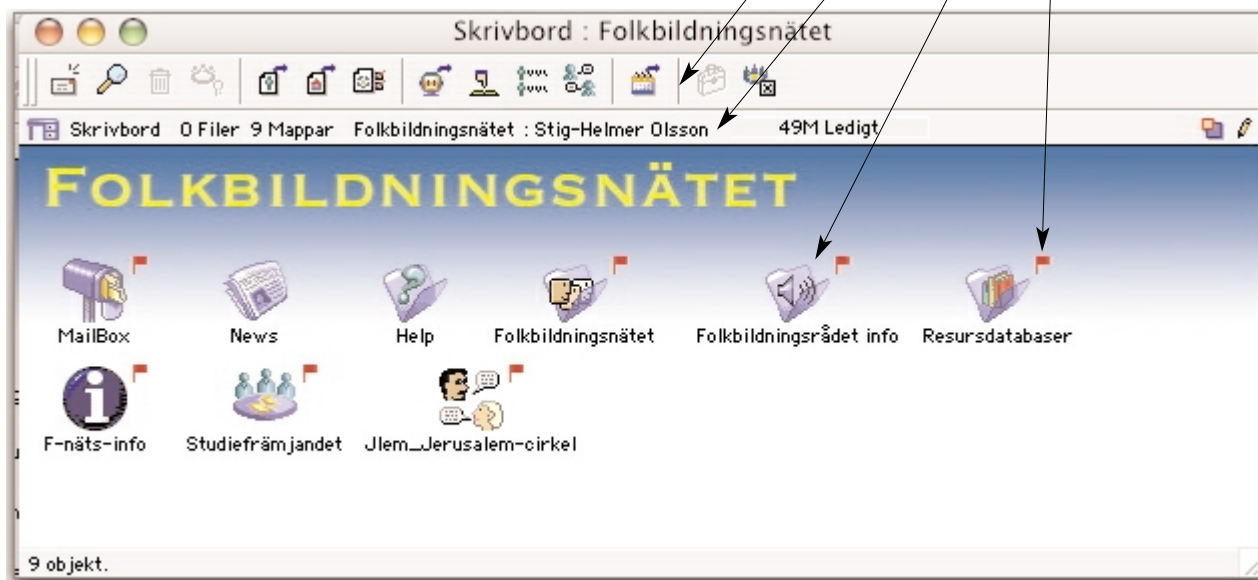 Skrivbord : Folkbildningsnätet
Skrivbord 0 Filer 9 Mappar Folkbildningsnätet : Stig-Helmer Olsson 49M Ledigt
FOLKBILDNINGSNÄTET
MailBox News Help Folkbildningsnätet Folkbildningsrådet info Resursdatabaser
F-näts-info Studiefrämjandet Jlem_Jerusalem-cirkel
9 objekt.